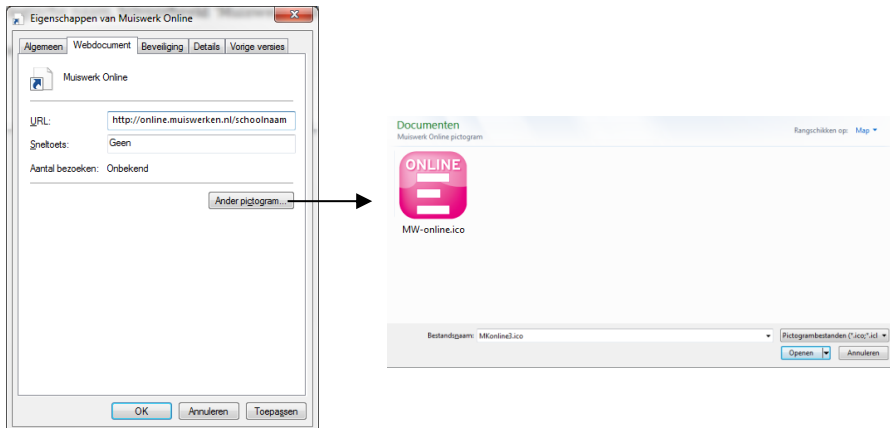 Eigenschappen van Muiswerk Online
Algemeen Webdocument Beveiliging Details Vorige versies
Muiswerk Online
URL: http://online.muiswerken.nl/schoolnaam
Sneltoets: Geen
Aantal bezoeken: Onbekend
Ander pictogram...
OK Annuleren Toepassen
Documenten
Muiswerk Online pictogram
Rangschikken op: Map
ONLINE
MW-online.ico
Bestandsnaam: MKonline3.ico
Pictogrambestanden (*.ico;*.icl
Openen Annuleren